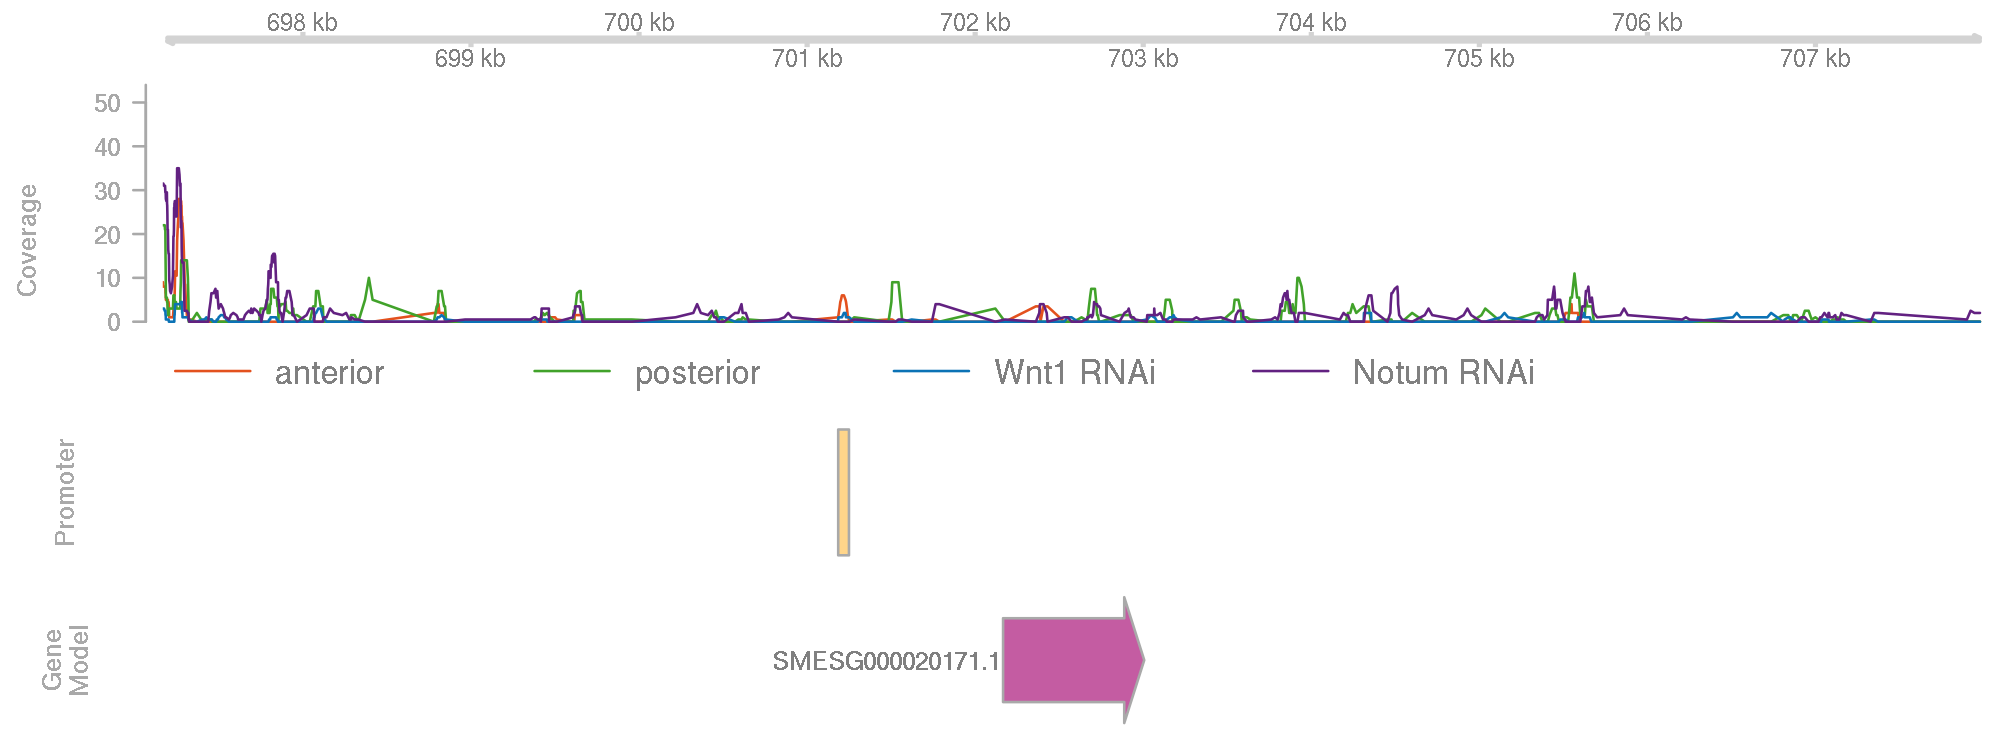 698 kb 700 kb 702 kb 704 kb 706 kb
699 kb 701 kb 703 kb 705 kb 707 kb
Coverage
50
40
30
20
10
0
anterior posterior Wnt1 RNAi Notum RNAi
Promoter
Gene
Model
SMESG000020171.1